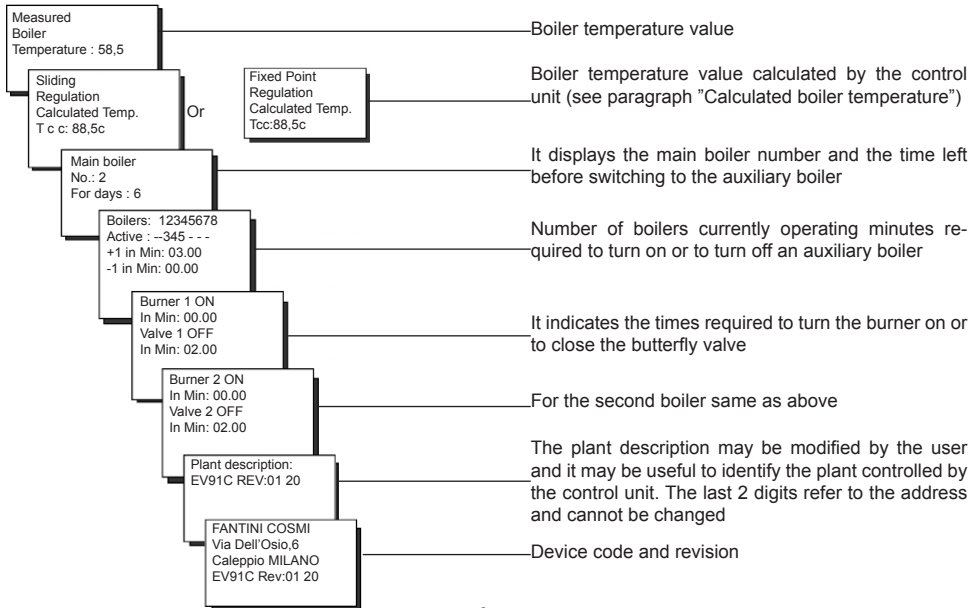 Measured
Boiler
Temperature : 58,5
Boiler temperature value
Sliding
Regulation
Calculated Temp.
T c c: 88,5c
Or
Fixed Point
Regulation
Calculated Temp.
Tcc:88,5c
Boiler temperature value calculated by the control
unit (see paragraph ”Calculated boiler temperature”)
Main boiler
No.: 2
For days : 6
It displays the main boiler number and the time left
before switching to the auxiliary boiler
Boilers: 12345678
Active : --345 - - -
+1 in Min: 03.00
-1 in Min: 00.00
Number of boilers currently operating minutes re-
quired to turn on or to turn off an auxiliary boiler
Burner 1 ON
In Min: 00.00
Valve 1 OFF
In Min: 02.00
It indicates the times required to turn the burner on or
to close the butterfly valve
Burner 2 ON
In Min: 00.00
Valve 2 OFF
In Min: 02.00
For the second boiler same as above
Plant description:
EV91C REV:01 20
The plant description may be modified by the user
and it may be useful to identify the plant controlled by
the control unit. The last 2 digits refer to the address
and cannot be changed
FANTINI COSMI
Via Dell'Osio,6
Caleppio MILANO
EV91C Rev:01 20
Device code and revision